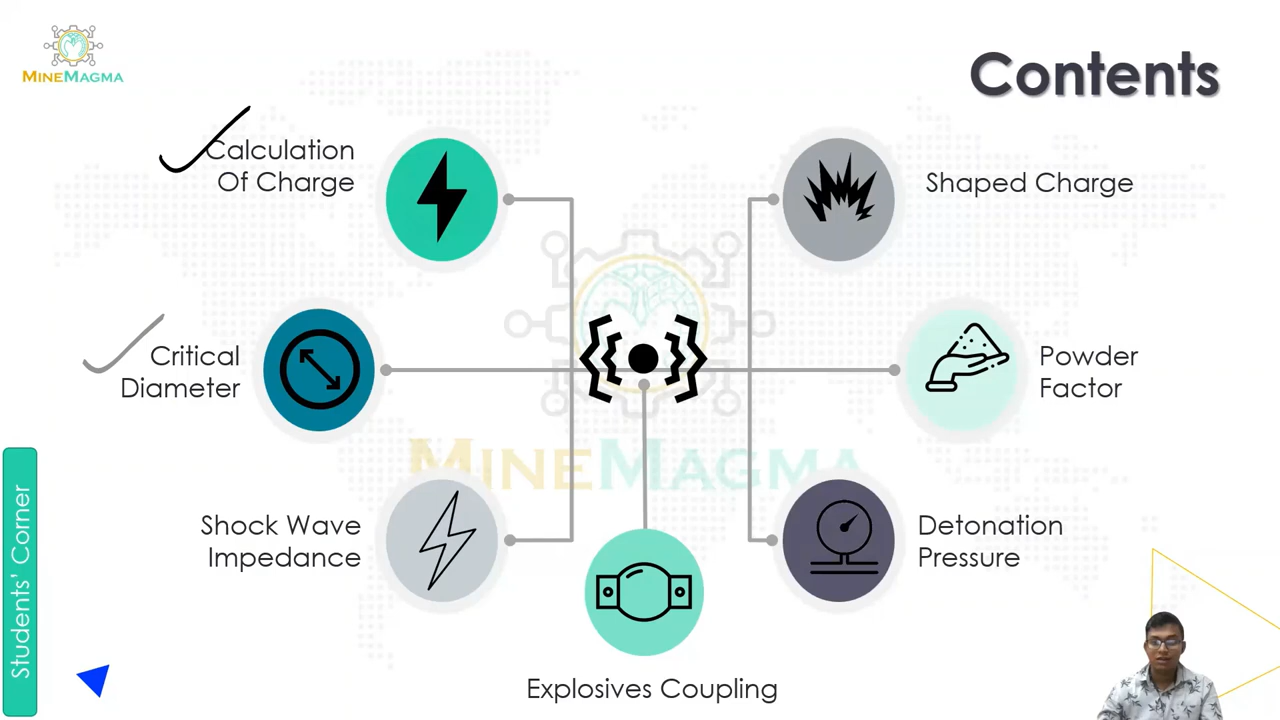 MineMagma
Contents
Calculation
Of Charge
Shaped Charge
Critical
Diameter
Powder
Factor
MineMagma
Shock Wave
Impedance
Detonation
Pressure
Explosives Coupling
Students' Corner